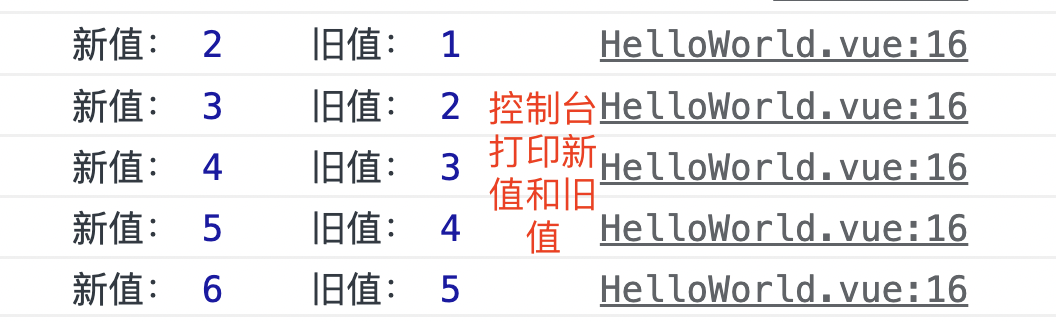 新值： 2 旧值： 1 HelloWorld.vue:16
新值： 3 旧值： 2 HelloWorld.vue:16
新值： 4 旧值： 3 HelloWorld.vue:16
新值： 5 旧值： 4 HelloWorld.vue:16
新值： 6 旧值： 5 HelloWorld.vue:16
控制台
打印新
值和旧
值